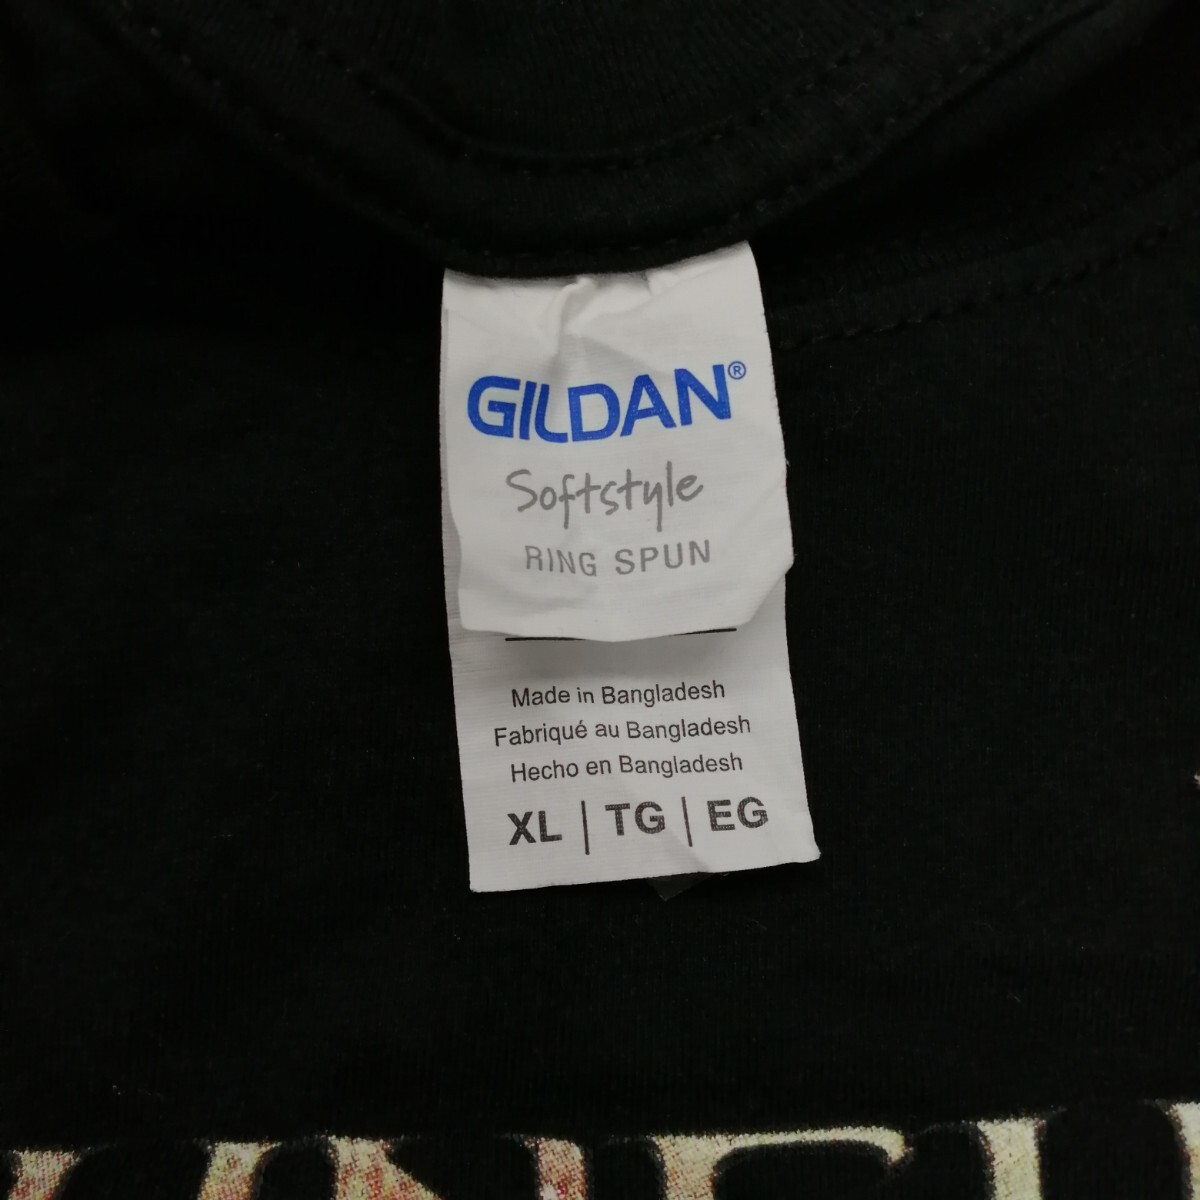 GILDAN®
Softstyle
RING SPUN
Made in Bangladesh
Fabriqué au Bangladesh
Hecho en Bangladesh
XL | TG | EG